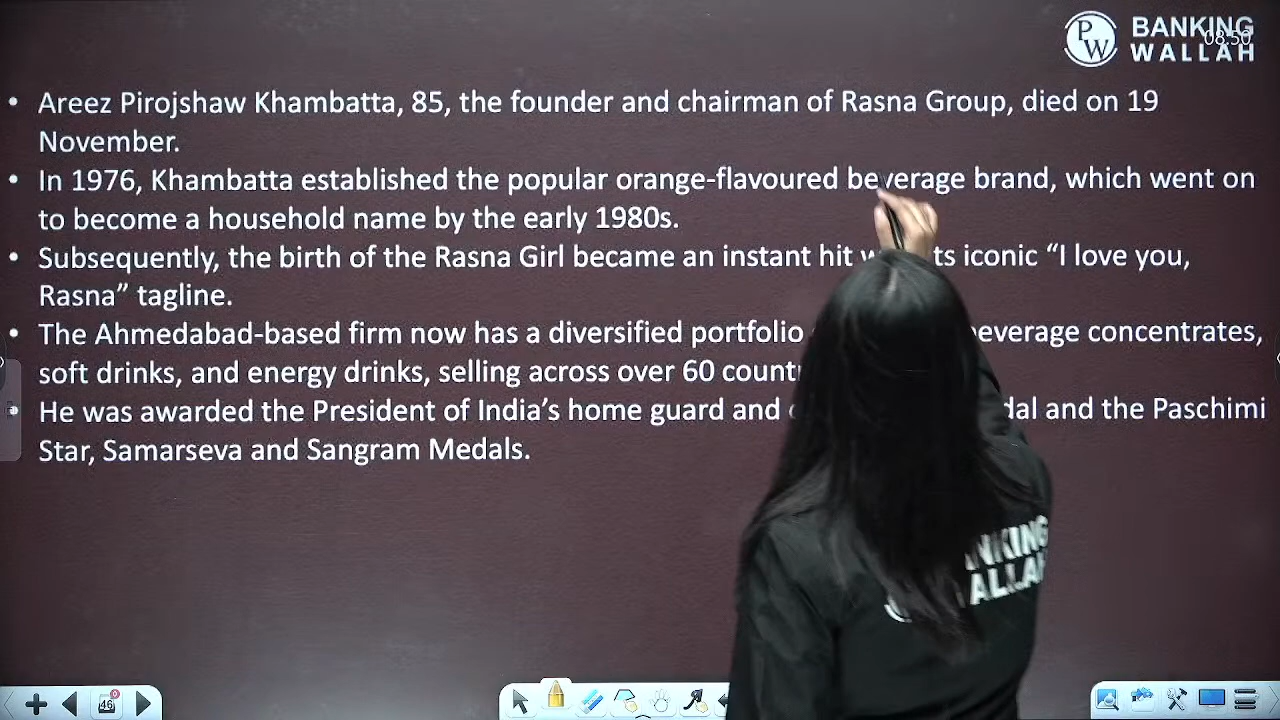 PW BANKING
WALLAH
08:50
• Areez Pirojshaw Khambatta, 85, the founder and chairman of Rasna Group, died on 19
November.
• In 1976, Khambatta established the popular orange-flavoured beverage brand, which went on
to become a household name by the early 1980s.
• Subsequently, the birth of the Rasna Girl became an instant hit iconic “I love you,
Rasna” tagline.
• The Ahmedabad-based firm now has a diversified portfolio beverage concentrates,
soft drinks, and energy drinks, selling across over 60
• He was awarded the President of India’s home guard and and the Paschimi
Star, Samarseva and Sangram Medals.
46